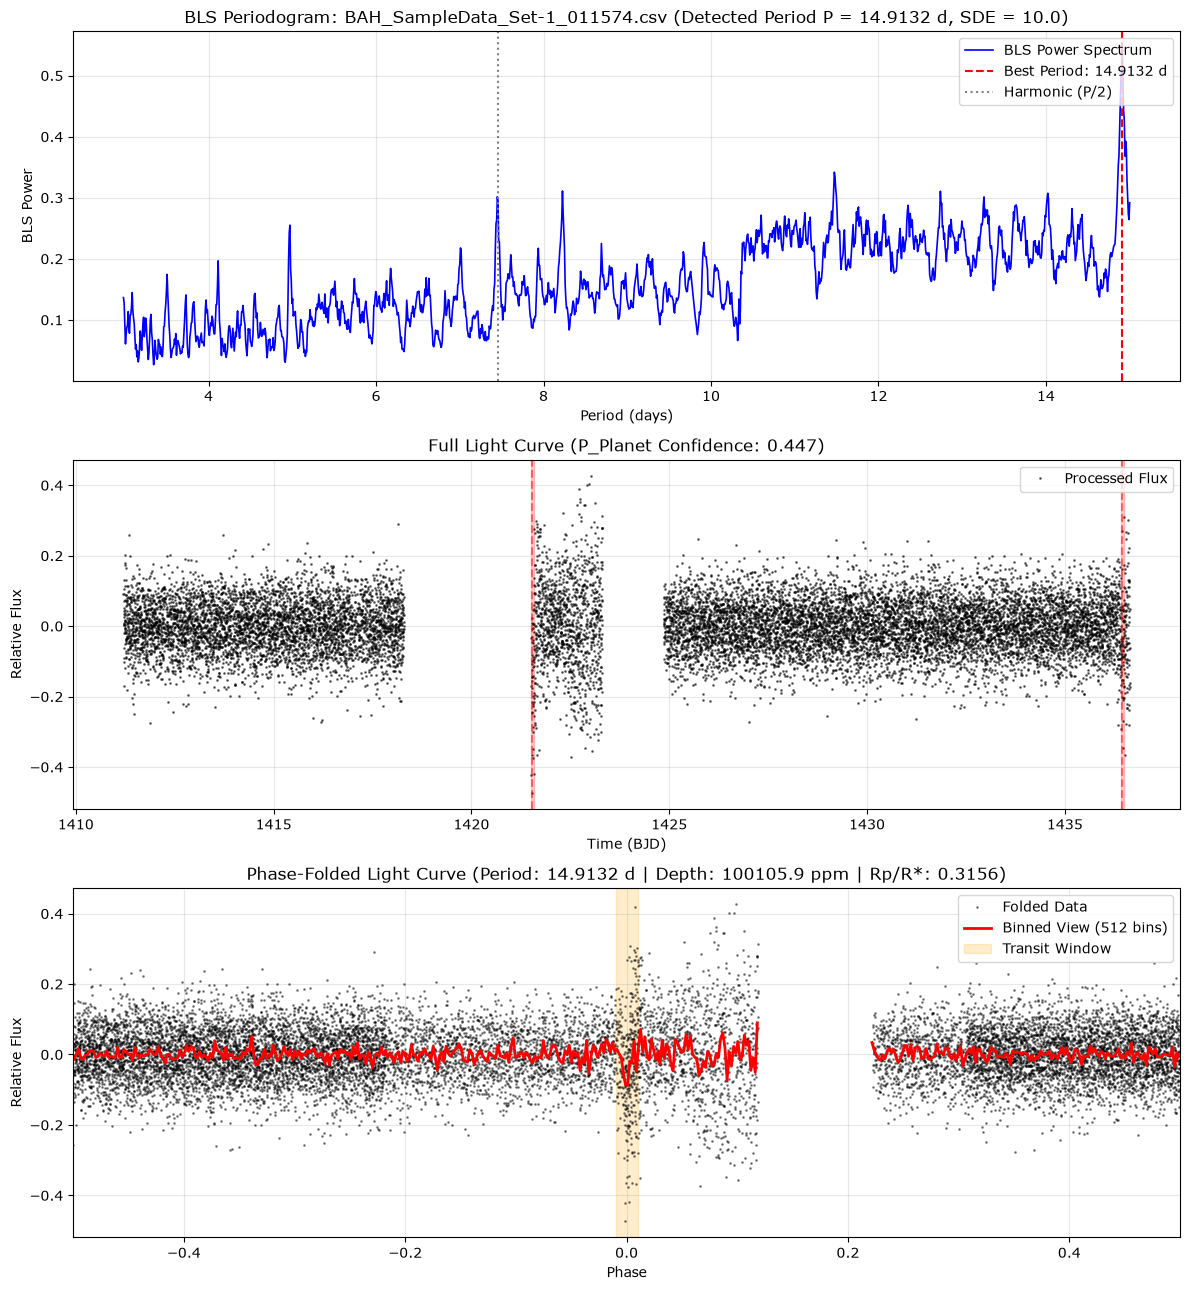 BLS Periodogram: BAH_SampleData_Set-1_011574.csv (Detected Period P = 14.9132 d, SDE = 10.0)
BLS Power
0.5
0.4
0.3
0.2
0.1
BLS Power Spectrum
Best Period: 14.9132 d
Harmonic (P/2)
4 6 8 10 12 14
Period (days)
Full Light Curve (P_Planet Confidence: 0.447)
Relative Flux
0.4
0.2
0.0
−0.2
−0.4
Processed Flux
1410 1415 1420 1425 1430 1435
Time (BJD)
Phase-Folded Light Curve (Period: 14.9132 d | Depth: 100105.9 ppm | Rp/R*: 0.3156)
Relative Flux
0.4
0.2
0.0
−0.2
−0.4
Folded Data
Binned View (512 bins)
Transit Window
−0.4 −0.2 0.0 0.2 0.4
Phase